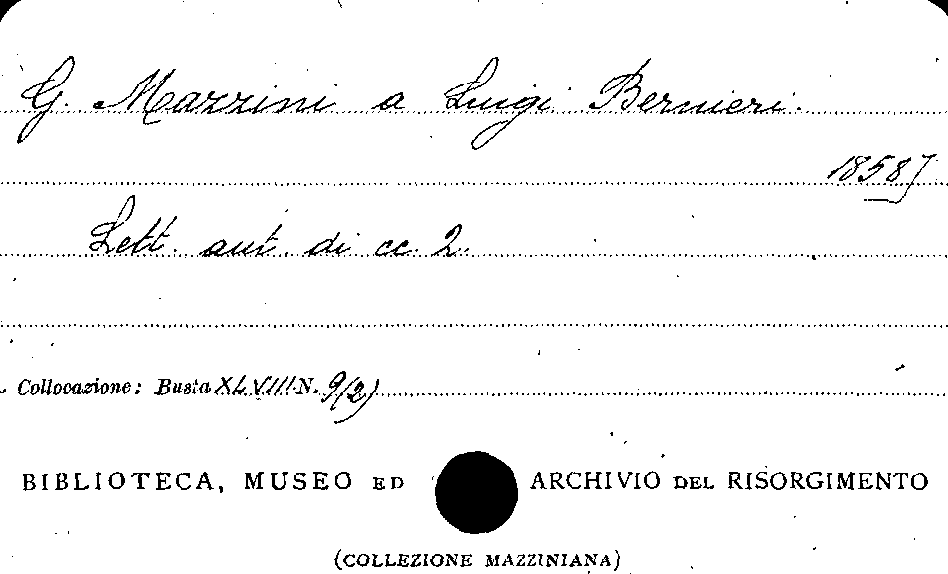 G. Mazzini a Luigi Bernieri.
1858]
Lett. aut. di cc. 2.
Collocazione: Busta XLVIII N. 9(2)
BIBLIOTECA, MUSEO ED ARCHIVIO DEL RISORGIMENTO
(COLLEZIONE MAZZINIANA)